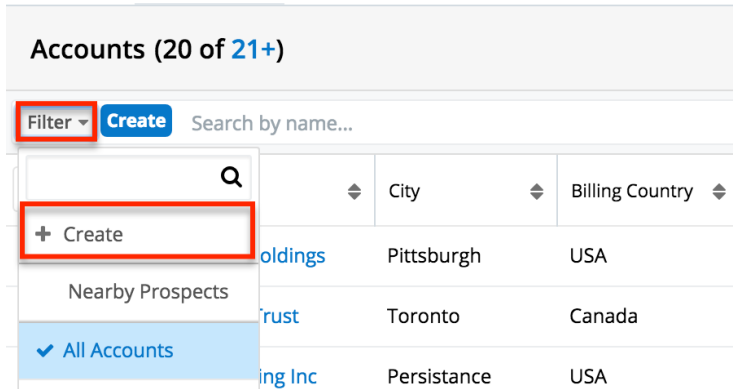 Accounts (20 of 21+)
Filter Create Search by name...
City Billing Country
+ Create
oldings Pittsburgh USA
Nearby Prospects
Trust Toronto Canada
All Accounts
ing Inc Persistance USA